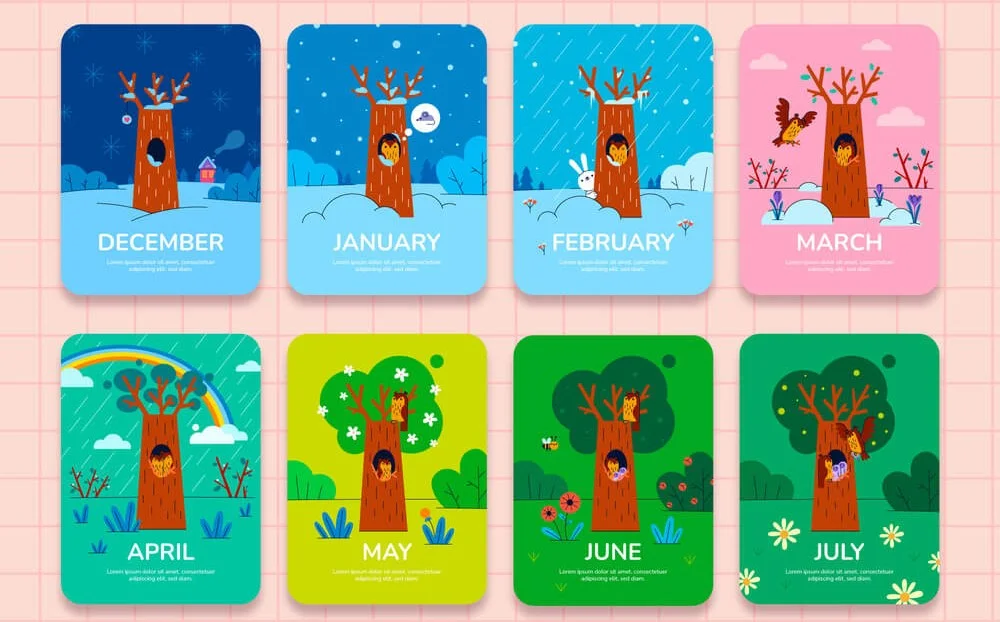 DECEMBER
Lorem ipsum dolor sit amet, consectetuer
adipiscing elit, sed diam.
JANUARY
Lorem ipsum dolor sit amet, consectetuer
adipiscing elit, sed diam.
FEBRUARY
Lorem ipsum dolor sit amet, consectetuer
adipiscing elit, sed diam.
MARCH
Lorem ipsum dolor sit amet, consectetuer
adipiscing elit, sed diam.
APRIL
Lorem ipsum dolor sit amet, consectetuer
adipiscing elit, sed diam.
MAY
Lorem ipsum dolor sit amet, consectetuer
adipiscing elit, sed diam.
JUNE
Lorem ipsum dolor sit amet, consectetuer
adipiscing elit, sed diam.
JULY
Lorem ipsum dolor sit amet, consectetuer
adipiscing elit, sed diam.